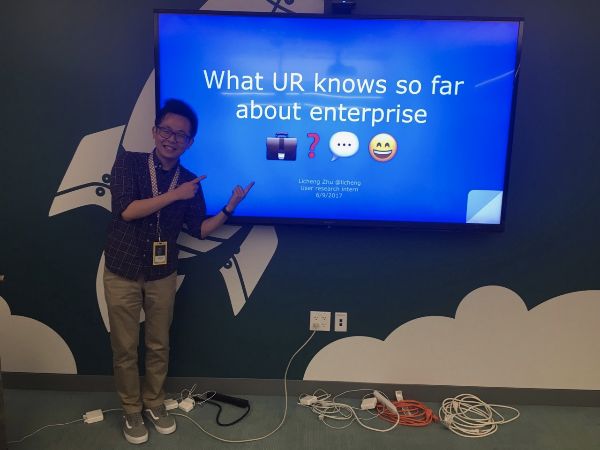 What UR knows so far
about enterprise
💼❓💬😄
Licheng Zhu @licheng
User research intern
6/9/2017